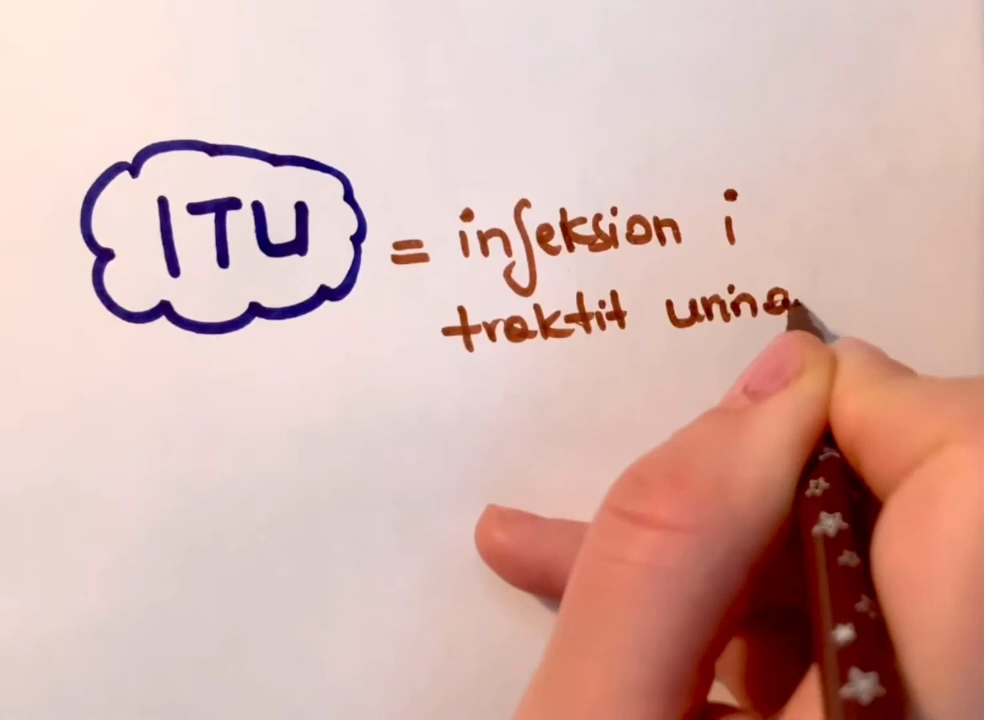 ITU = infeksion i
traktit urina